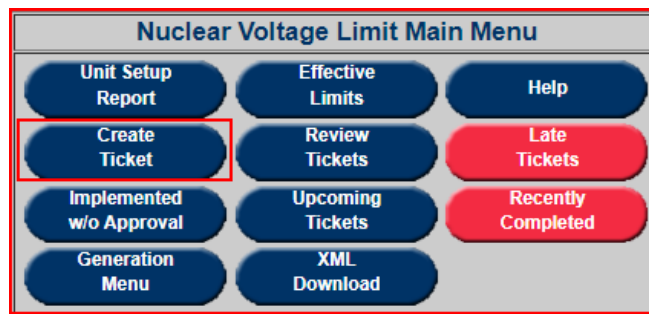 Nuclear Voltage Limit Main Menu
Unit Setup
Report
Effective
Limits
Help
Create
Ticket
Review
Tickets
Late
Tickets
Implemented
w/o Approval
Upcoming
Tickets
Recently
Completed
Generation
Menu
XML
Download